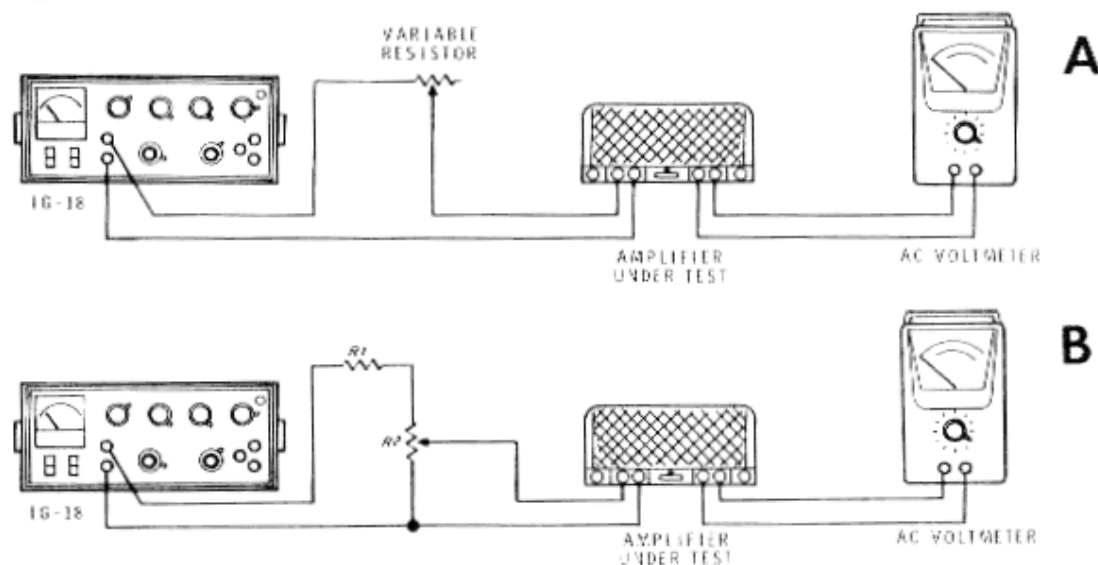 VARIABLE
RESISTOR
A
IG-18
AMPLIFIER
UNDER TEST
AC VOLTMETER
R1
B
R2
IG-18
AMPLIFIER
UNDER TEST
AC VOLTMETER